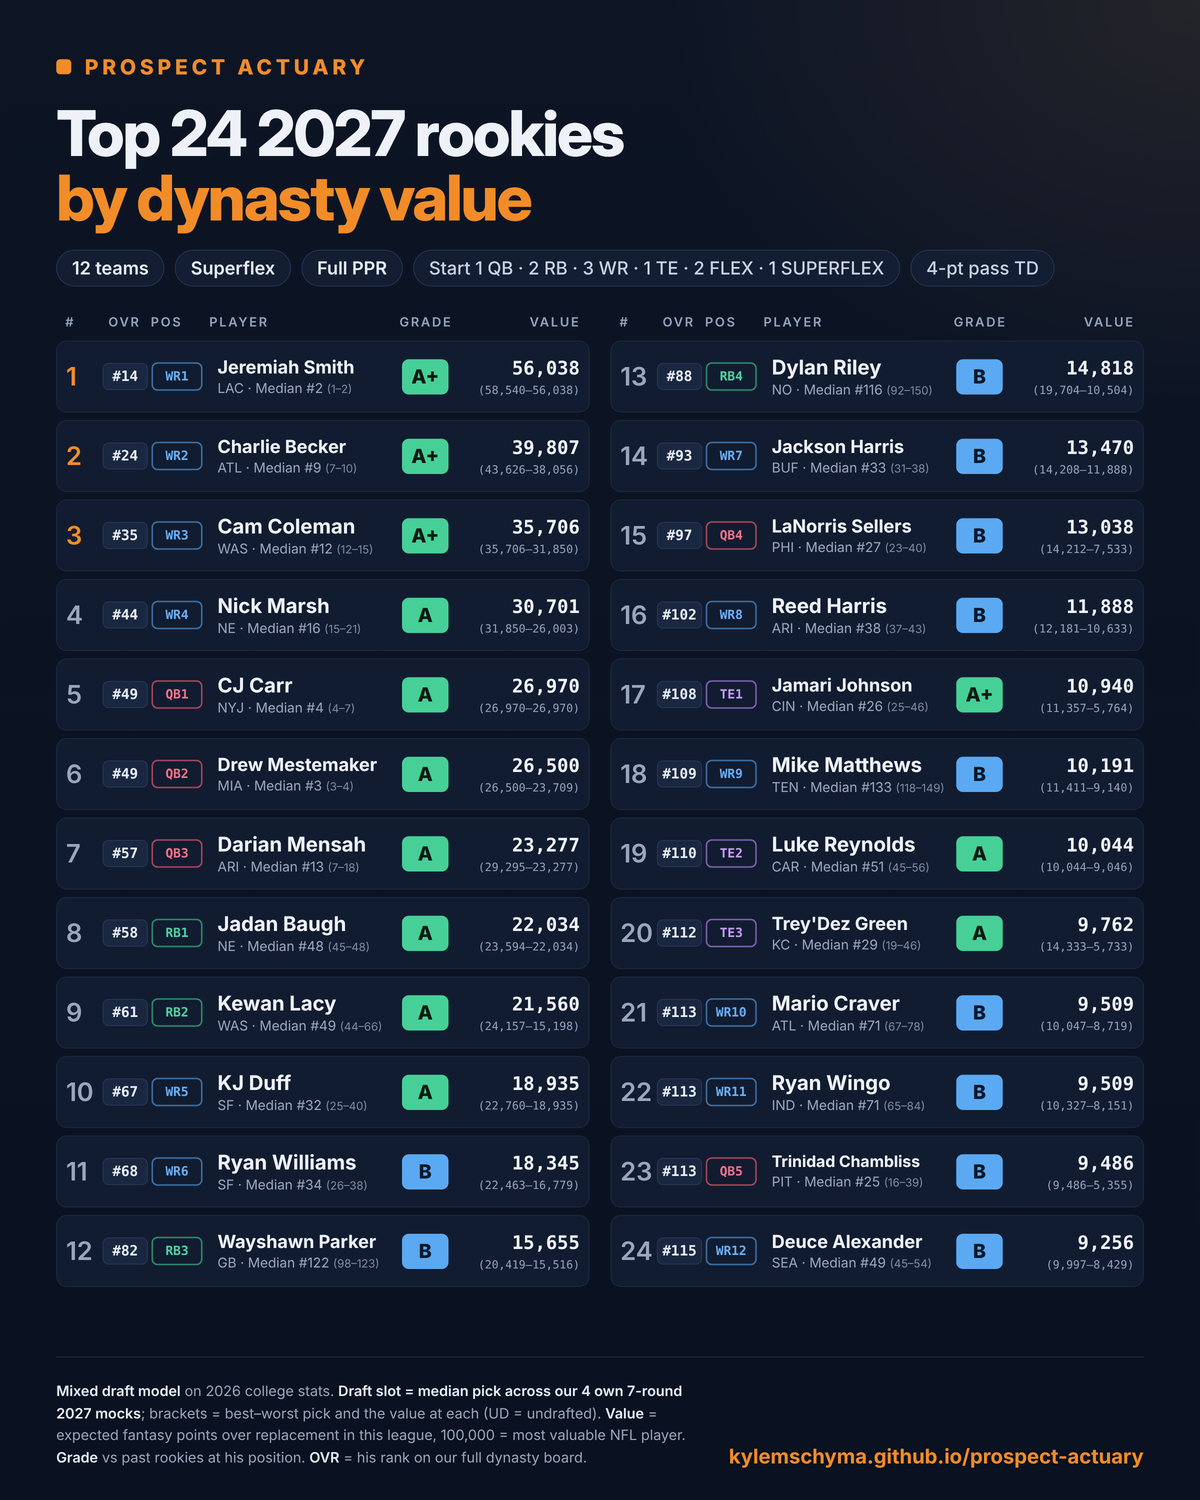 PROSPECT ACTUARY
Top 24 2027 rookies
by dynasty value
12 teams
Superflex
Full PPR
Start 1 QB · 2 RB · 3 WR · 1 TE · 2 FLEX · 1 SUPERFLEX
4-pt pass TD
# OVR POS PLAYER GRADE VALUE
1 #14 WR1 Jeremiah Smith A+ 56,038
LAC · Median #2 (1–2) (58,540–56,038)
2 #24 WR2 Charlie Becker A+ 39,807
ATL · Median #9 (7–10) (43,626–38,056)
3 #35 WR3 Cam Coleman A+ 35,706
WAS · Median #12 (12–15) (35,706–31,850)
4 #44 WR4 Nick Marsh A 30,701
NE · Median #16 (15–21) (31,850–26,003)
5 #49 QB1 CJ Carr A 26,970
NYJ · Median #4 (4–7) (26,970–26,970)
6 #49 QB2 Drew Mestemaker A 26,500
MIA · Median #3 (3–4) (26,500–23,709)
7 #57 QB3 Darian Mensah A 23,277
ARI · Median #13 (7–18) (29,295–23,277)
8 #58 RB1 Jadan Baugh A 22,034
NE · Median #48 (45–48) (23,594–22,034)
9 #61 RB2 Kewan Lacy A 21,560
WAS · Median #49 (44–66) (24,157–15,198)
10 #67 WR5 KJ Duff A 18,935
SF · Median #32 (25–40) (22,760–18,935)
11 #68 WR6 Ryan Williams B 18,345
SF · Median #34 (26–38) (22,463–16,779)
12 #82 RB3 Wayshawn Parker B 15,655
GB · Median #122 (98–123) (20,419–15,516)
# OVR POS PLAYER GRADE VALUE
13 #88 RB4 Dylan Riley B 14,818
NO · Median #116 (92–150) (19,704–10,504)
14 #93 WR7 Jackson Harris B 13,470
BUF · Median #33 (31–38) (14,208–11,888)
15 #97 QB4 LaNorris Sellers B 13,038
PHI · Median #27 (23–40) (14,212–7,533)
16 #102 WR8 Reed Harris B 11,888
ARI · Median #38 (37–43) (12,181–10,633)
17 #108 TE1 Jamari Johnson A+ 10,940
CIN · Median #26 (25–46) (11,357–5,764)
18 #109 WR9 Mike Matthews B 10,191
TEN · Median #133 (118–149) (11,411–9,140)
19 #110 TE2 Luke Reynolds A 10,044
CAR · Median #51 (45–56) (10,044–9,046)
20 #112 TE3 Trey'Dez Green A 9,762
KC · Median #29 (19–46) (14,333–5,733)
21 #113 WR10 Mario Craver B 9,509
ATL · Median #71 (67–78) (10,047–8,719)
22 #113 WR11 Ryan Wingo B 9,509
IND · Median #71 (65–84) (10,327–8,151)
23 #113 QB5 Trinidad Chambliss B 9,486
PIT · Median #25 (16–39) (9,486–5,355)
24 #115 WR12 Deuce Alexander B 9,256
SEA · Median #49 (45–54) (9,997–8,429)
Mixed draft model on 2026 college stats. Draft slot = median pick across our 4 own 7-round
2027 mocks; brackets = best–worst pick and the value at each (UD = undrafted). Value =
expected fantasy points over replacement in this league, 100,000 = most valuable NFL player.
Grade vs past rookies at his position. OVR = his rank on our full dynasty board.
kylemschyma.github.io/prospect-actuary